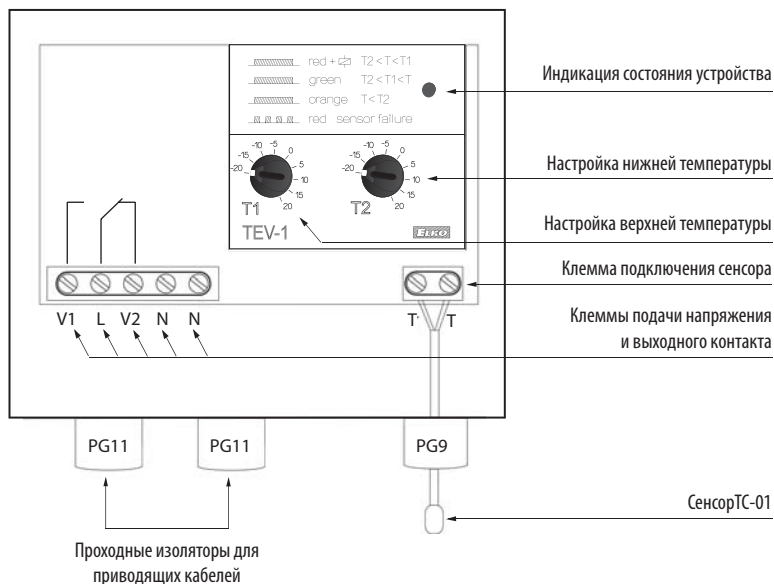 red + T2 < T < T1
green T2 < T1 < T
orange T < T2
red sensor failure
Индикация состояния устройства
-20 -15 -10 -5 0 5 10 15 20
T1
-20 -15 -10 -5 0 5 10 15 20
T2
Настройка нижней температуры
TEV-1
ELKO
Настройка верхней температуры
Клемма подключения сенсора
V1 L V2 N N
T T
Клеммы подачи напряжения
и выходного контакта
PG11 PG11 PG9
СенсорТС-01
Проходные изоляторы для
приводящих кабелей